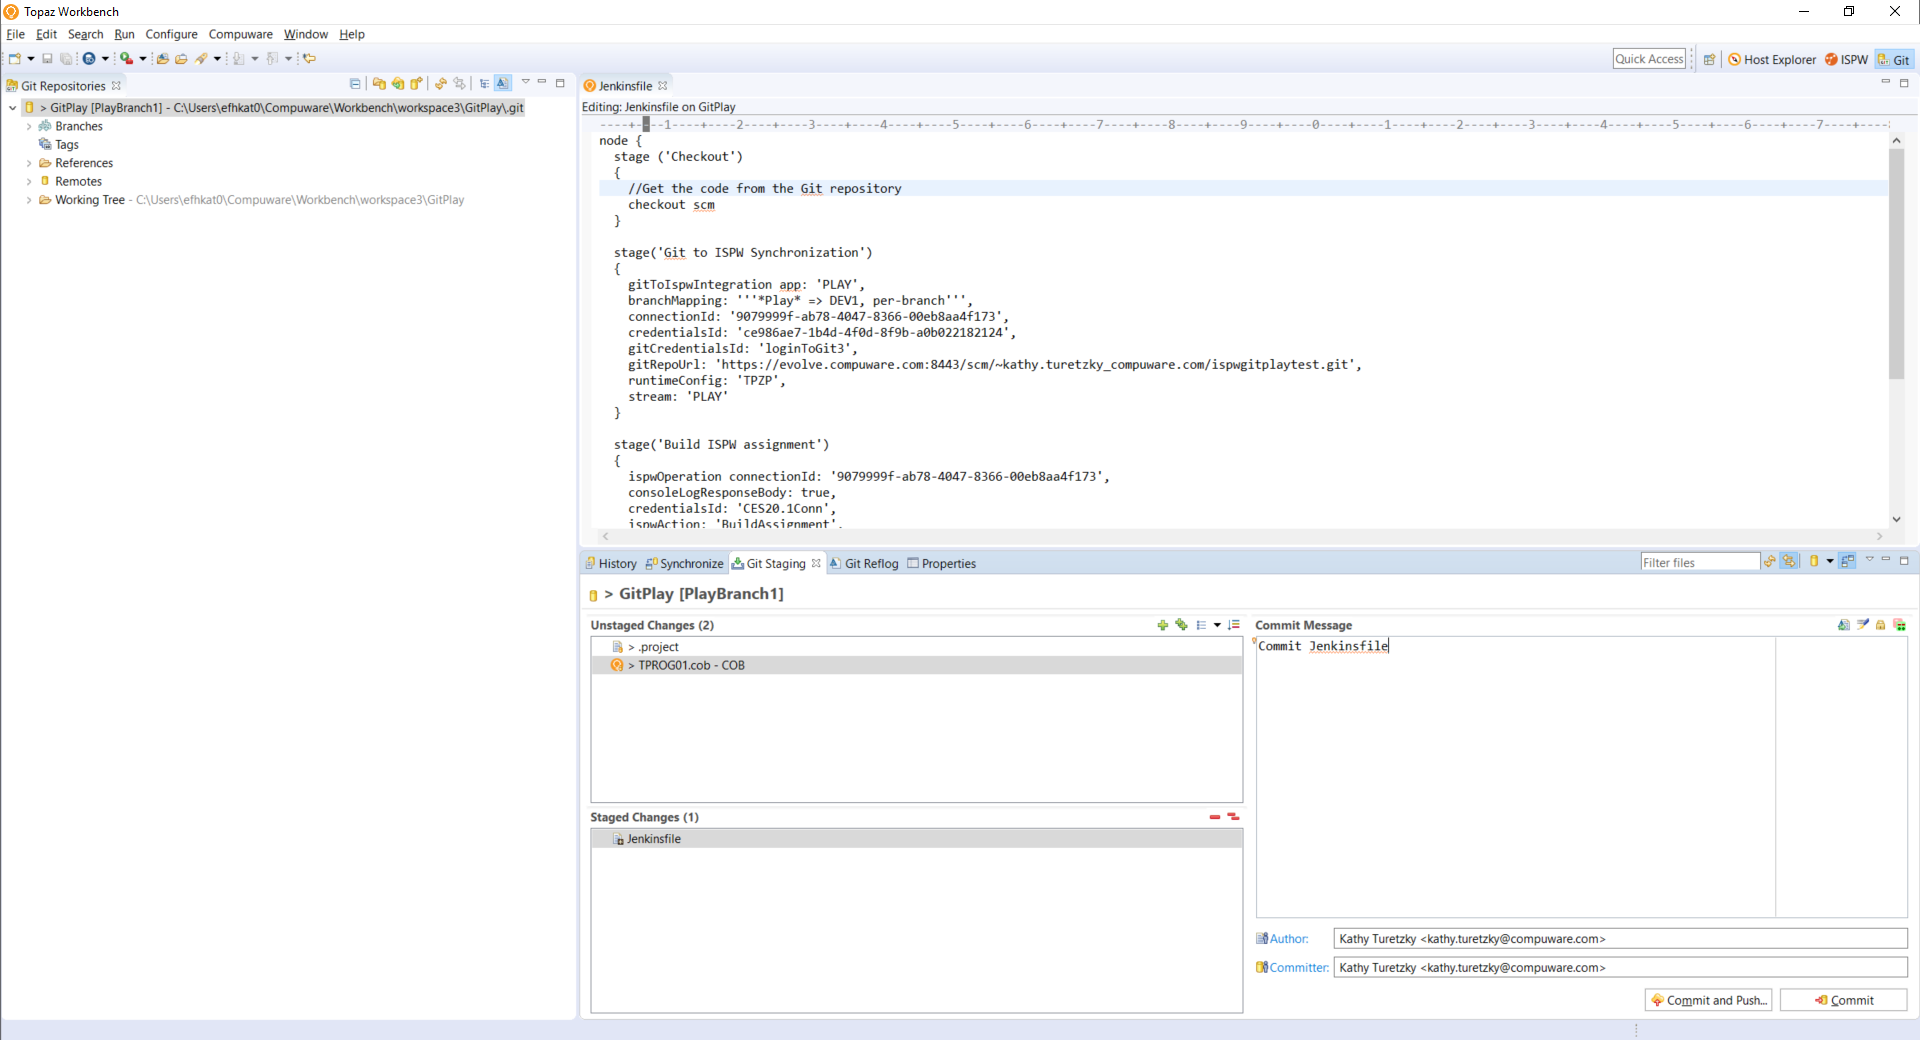 Topaz Workbench
File Edit Search Run Configure Compuware Window Help
Quick Access
Host Explorer ISPW Git
Git Repositories
> GitPlay [PlayBranch1] - C:\Users\efhkat0\Compuware\Workbench\workspace3\GitPlay\.git
Branches
Tags
References
Remotes
Working Tree - C:\Users\efhkat0\Compuware\Workbench\workspace3\GitPlay
Jenkinsfile
Editing: Jenkinsfile on GitPlay
----+----1----+----2----+----3----+----4----+----5----+----6----+----7----+----8----+----9----+----0----+----1----+----2----+----3----+----4----+----5----+----6----+----7----+----
node {
  stage ('Checkout')
  {
    //Get the code from the Git repository
    checkout scm
  }
  stage('Git to ISPW Synchronization')
  {
    gitToIspwIntegration app: 'PLAY',
    branchMapping: '''*Play* => DEV1, per-branch''',
    connectionId: '9079999f-ab78-4047-8366-00eb8aa4f173',
    credentialsId: 'ce986ae7-1b4d-4f0d-8f9b-a0b022182124',
    gitCredentialsId: 'loginToGit3',
    gitRepoUrl: 'https://evolve.compuware.com:8443/scm/~kathy.turetzky_compuware.com/ispwgitplaytest.git',
    runtimeConfig: 'TPZP',
    stream: 'PLAY'
  }
  stage('Build ISPW assignment')
  {
    ispwOperation connectionId: '9079999f-ab78-4047-8366-00eb8aa4f173',
    consoleLogResponseBody: true,
    credentialsId: 'CES20.1Conn',
    ispwAction: 'BuildAssignment',
History Synchronize Git Staging Git Reflog Properties
Filter files
> GitPlay [PlayBranch1]
Unstaged Changes (2)
> .project
> TPROG01.cob - COB
Staged Changes (1)
Jenkinsfile
Commit Message
Commit Jenkinsfile
Author: Kathy Turetzky <kathy.turetzky@compuware.com>
Committer: Kathy Turetzky <kathy.turetzky@compuware.com>
Commit and Push... Commit